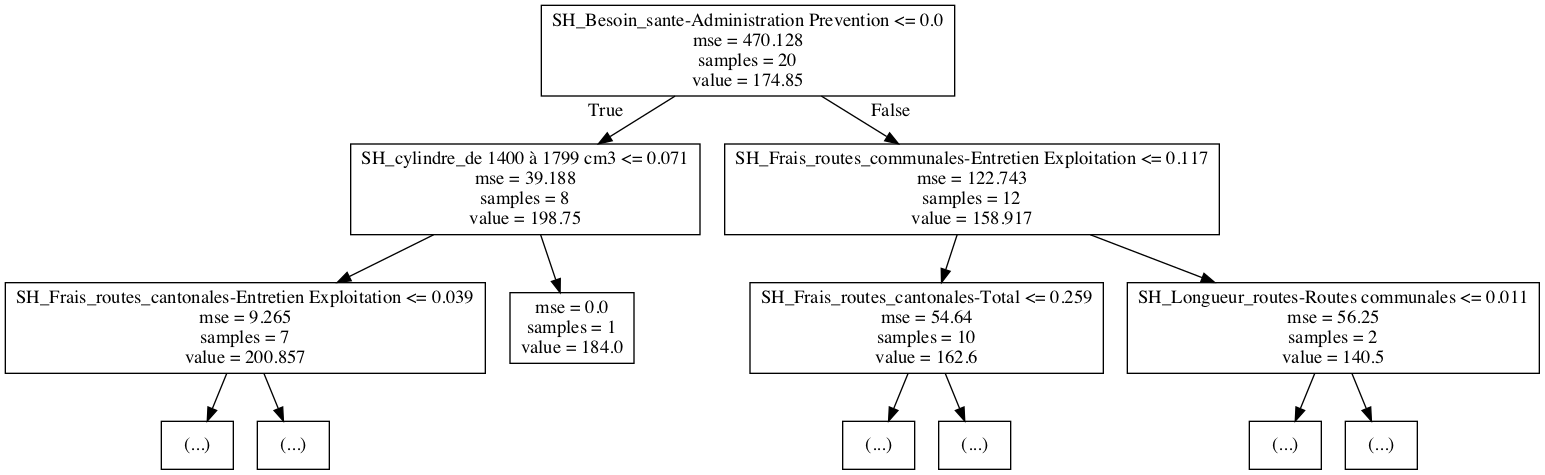 SH_Besoin_sante-Administration Prevention <= 0.0
mse = 470.128
samples = 20
value = 174.85
True
False
SH_cylindre_de 1400 à 1799 cm3 <= 0.071
mse = 39.188
samples = 8
value = 198.75
SH_Frais_routes_communales-Entretien Exploitation <= 0.117
mse = 122.743
samples = 12
value = 158.917
SH_Frais_routes_cantonales-Entretien Exploitation <= 0.039
mse = 9.265
samples = 7
value = 200.857
mse = 0.0
samples = 1
value = 184.0
SH_Frais_routes_cantonales-Total <= 0.259
mse = 54.64
samples = 10
value = 162.6
SH_Longueur_routes-Routes communales <= 0.011
mse = 56.25
samples = 2
value = 140.5
(...)
(...)
(...)
(...)
(...)
(...)